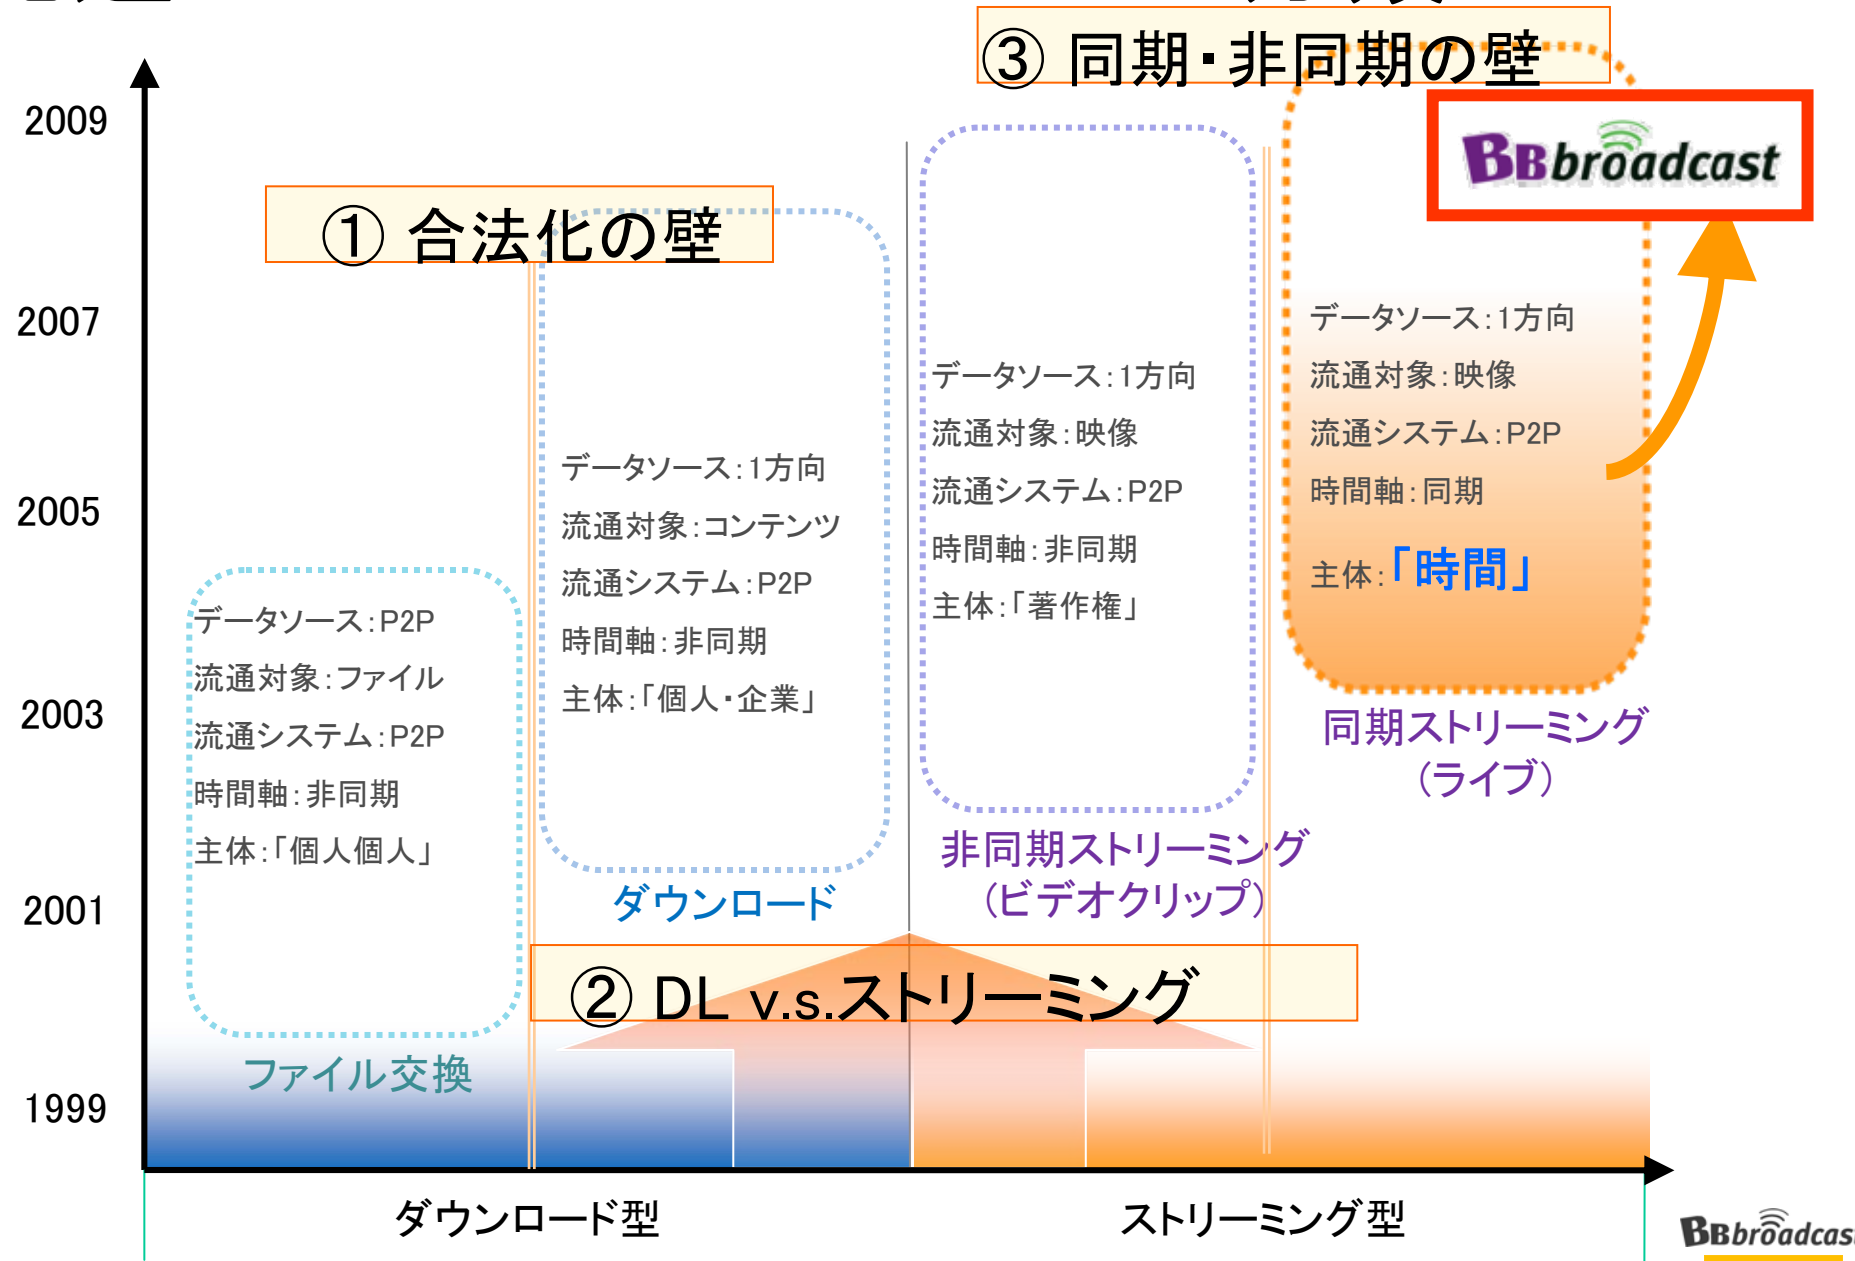 ③ 同期・非同期の壁
2009
BBbroadcast
① 合法化の壁
2007
データソース：1方向
流通対象：映像
流通システム：P2P
時間軸：同期
主体：「時間」
データソース：1方向
流通対象：映像
流通システム：P2P
時間軸：非同期
主体：「著作権」
データソース：1方向
流通対象：コンテンツ
流通システム：P2P
時間軸：非同期
主体：「個人・企業」
2005
データソース：P2P
流通対象：ファイル
流通システム：P2P
時間軸：非同期
主体：「個人個人」
2003
同期ストリーミング
（ライブ）
非同期ストリーミング
（ビデオクリップ）
ダウンロード
2001
② DL v.s.ストリーミング
ファイル交換
1999
ダウンロード型
ストリーミング型
BBbroadcas